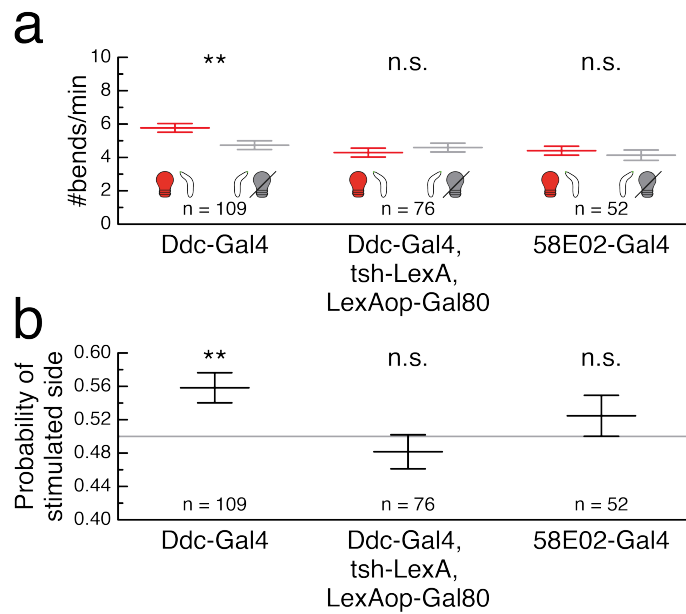 a
** n.s. n.s.
#bends/min
10
8
6
4
2
0
n = 109 n = 76 n = 52
Ddc-Gal4 Ddc-Gal4, 58E02-Gal4
tsh-LexA,
LexAop-Gal80
b
** n.s. n.s.
Probability of
stimulated side
0.60
0.56
0.52
0.48
0.44
0.40
n = 109 n = 76 n = 52
Ddc-Gal4 Ddc-Gal4, 58E02-Gal4
tsh-LexA,
LexAop-Gal80